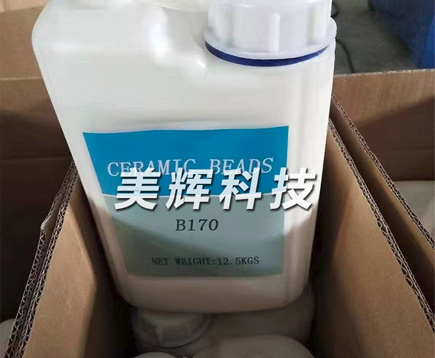 CERAMIC BEADS
美辉科技
B170
NET WEIGHT:12.5KGS